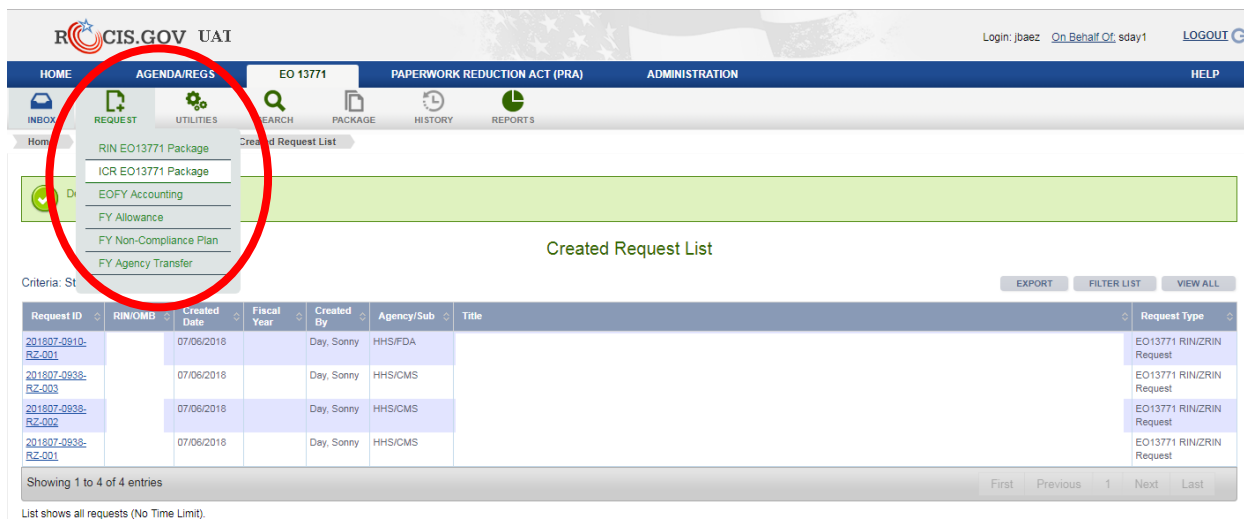 ROCIS.GOV UAT
Login: jbaez On Behalf Of: sday1 LOGOUT
HOME AGENDA/REGS EO 13771 PAPERWORK REDUCTION ACT (PRA) ADMINISTRATION HELP
INBOX REQUEST UTILITIES SEARCH PACKAGE HISTORY REPORTS
Created Request List
RIN EO13771 Package
ICR EO13771 Package
EOFY Accounting
FY Allowance
FY Non-Compliance Plan
FY Agency Transfer
Created Request List
Criteria:
EXPORT FILTER LIST VIEW ALL
Request ID RIN/OMB Created Date Fiscal Year Created By Agency/Sub Title Request Type
201807-0910-RZ-001 07/06/2018 Day, Sonny HHS/FDA EO13771 RIN/ZRIN Request
201807-0938-RZ-003 07/06/2018 Day, Sonny HHS/CMS EO13771 RIN/ZRIN Request
201807-0938-RZ-002 07/06/2018 Day, Sonny HHS/CMS EO13771 RIN/ZRIN Request
201807-0938-RZ-001 07/06/2018 Day, Sonny HHS/CMS EO13771 RIN/ZRIN Request
Showing 1 to 4 of 4 entries First Previous 1 Next Last
List shows all requests (No Time Limit).